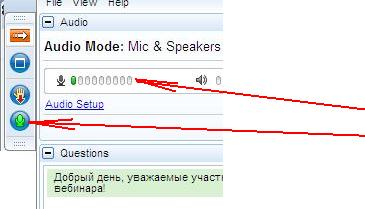 File View Help
Audio
Audio Mode: Mic & Speakers
Audio Setup
Questions
Добрый день, уважаемые участ
вебинара!